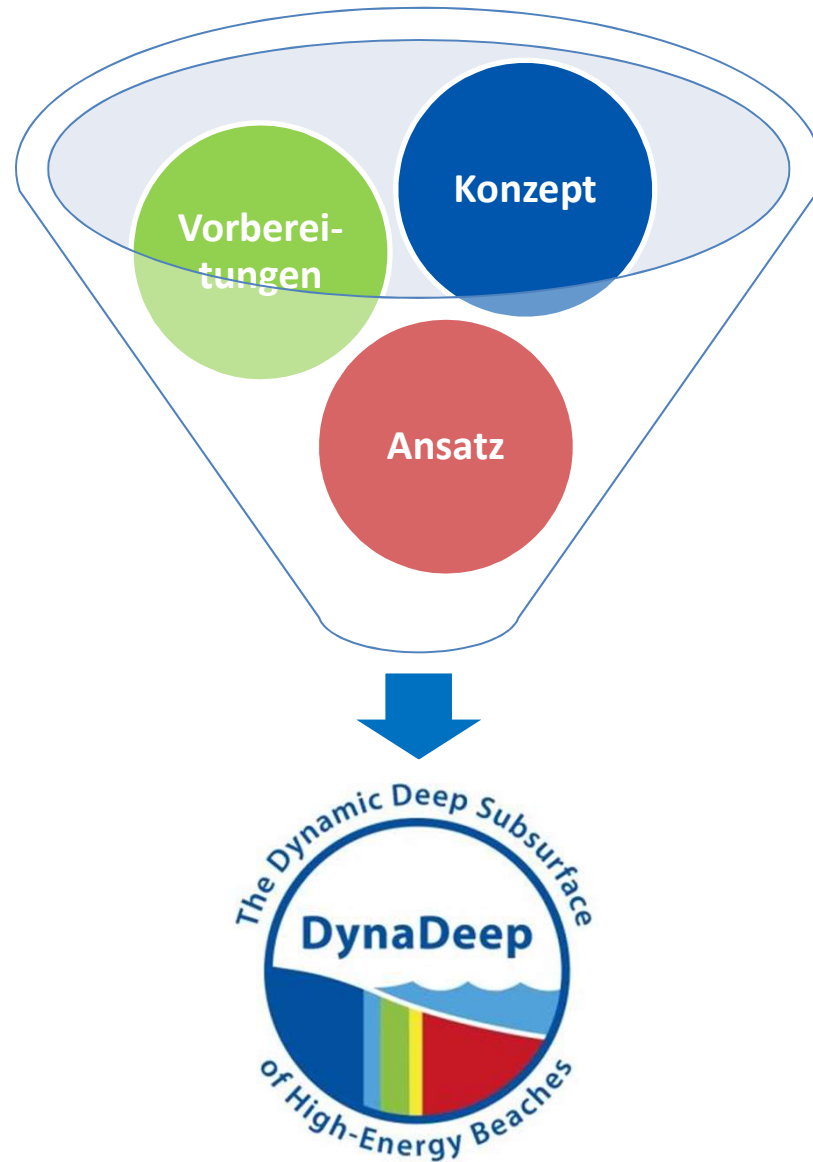 Konzept
Vorberei-
tungen
Ansatz
The Dynamic Deep Subsurface
DynaDeep
of High-Energy Beaches